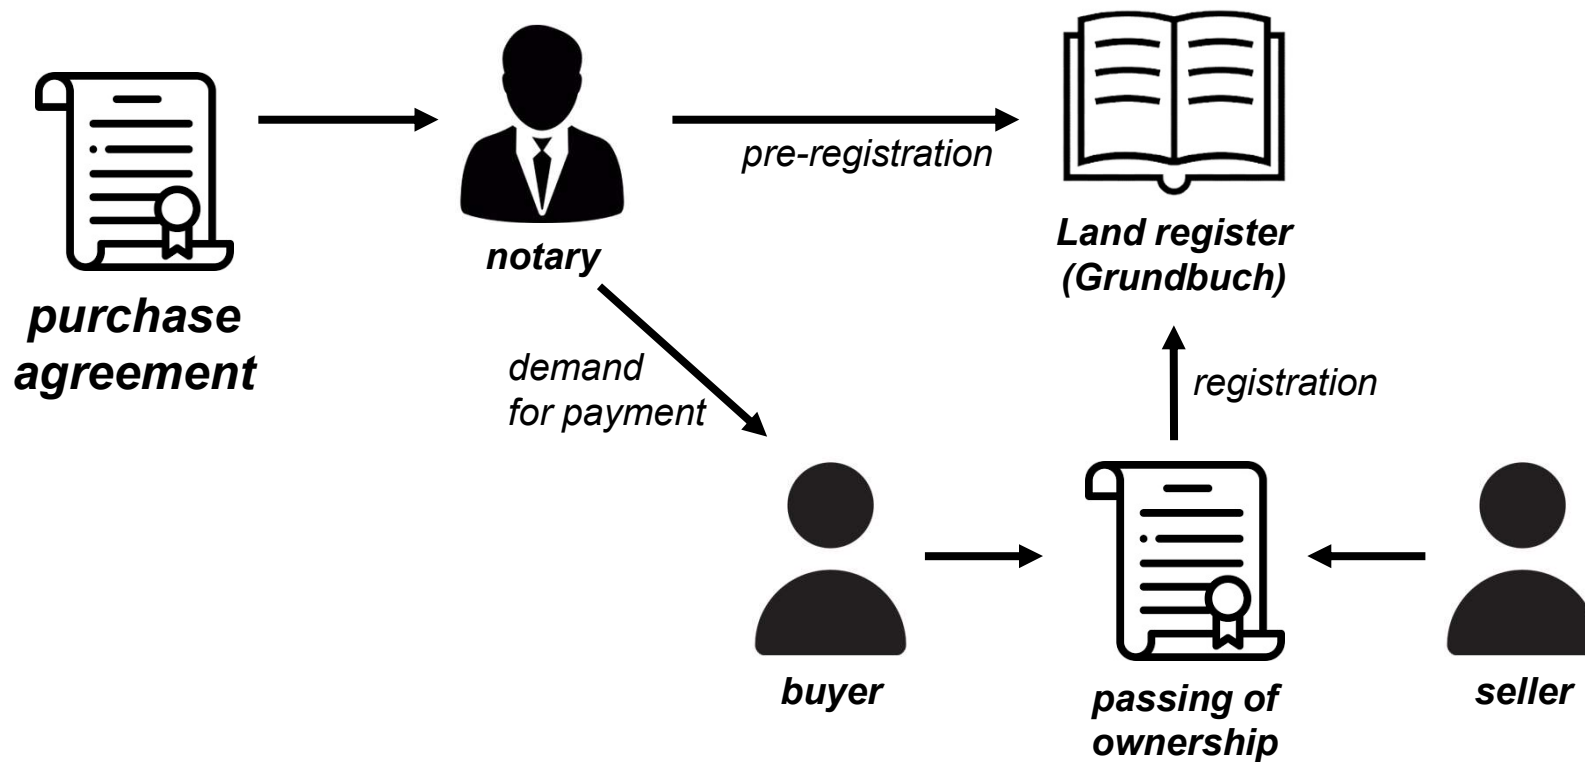 purchase
agreement
notary
pre-registration
Land register
(Grundbuch)
demand
for payment
registration
buyer
passing of
ownership
seller